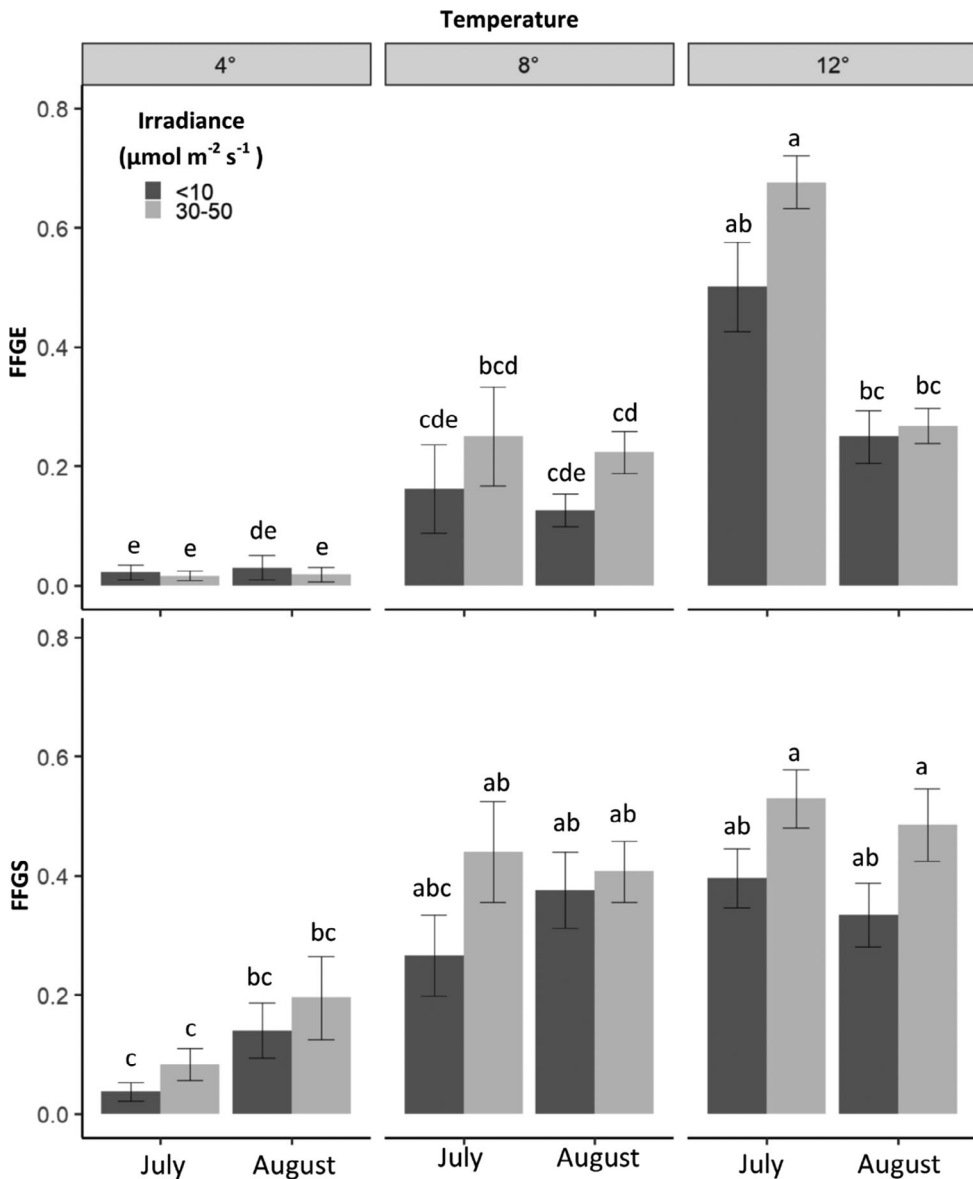 Temperature
4° 8° 12°
Irradiance
(µmol m⁻² s⁻¹ )
<10
30-50
FFGE
0.8
0.6
0.4
0.2
0.0
e e de e
cde bcd cde cd
ab a bc bc
FFGS
0.8
0.6
0.4
0.2
0.0
c c bc bc
abc ab ab ab
ab a ab a
July August July August July August